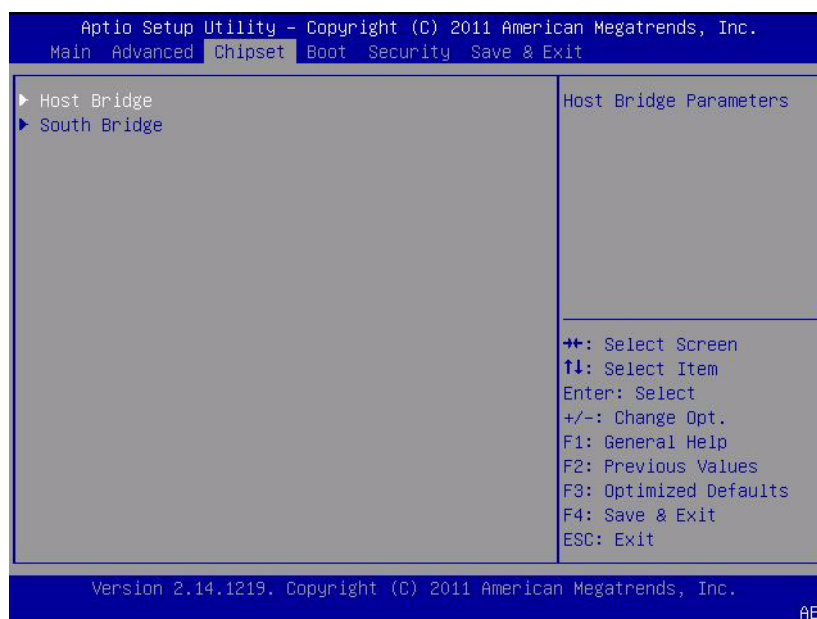 Aptio Setup Utility – Copyright (C) 2011 American Megatrends, Inc.
Main Advanced Chipset Boot Security Save & Exit
▶ Host Bridge
▶ South Bridge
Host Bridge Parameters
→←: Select Screen
↑↓: Select Item
Enter: Select
+/-: Change Opt.
F1: General Help
F2: Previous Values
F3: Optimized Defaults
F4: Save & Exit
ESC: Exit
Version 2.14.1219. Copyright (C) 2011 American Megatrends, Inc.